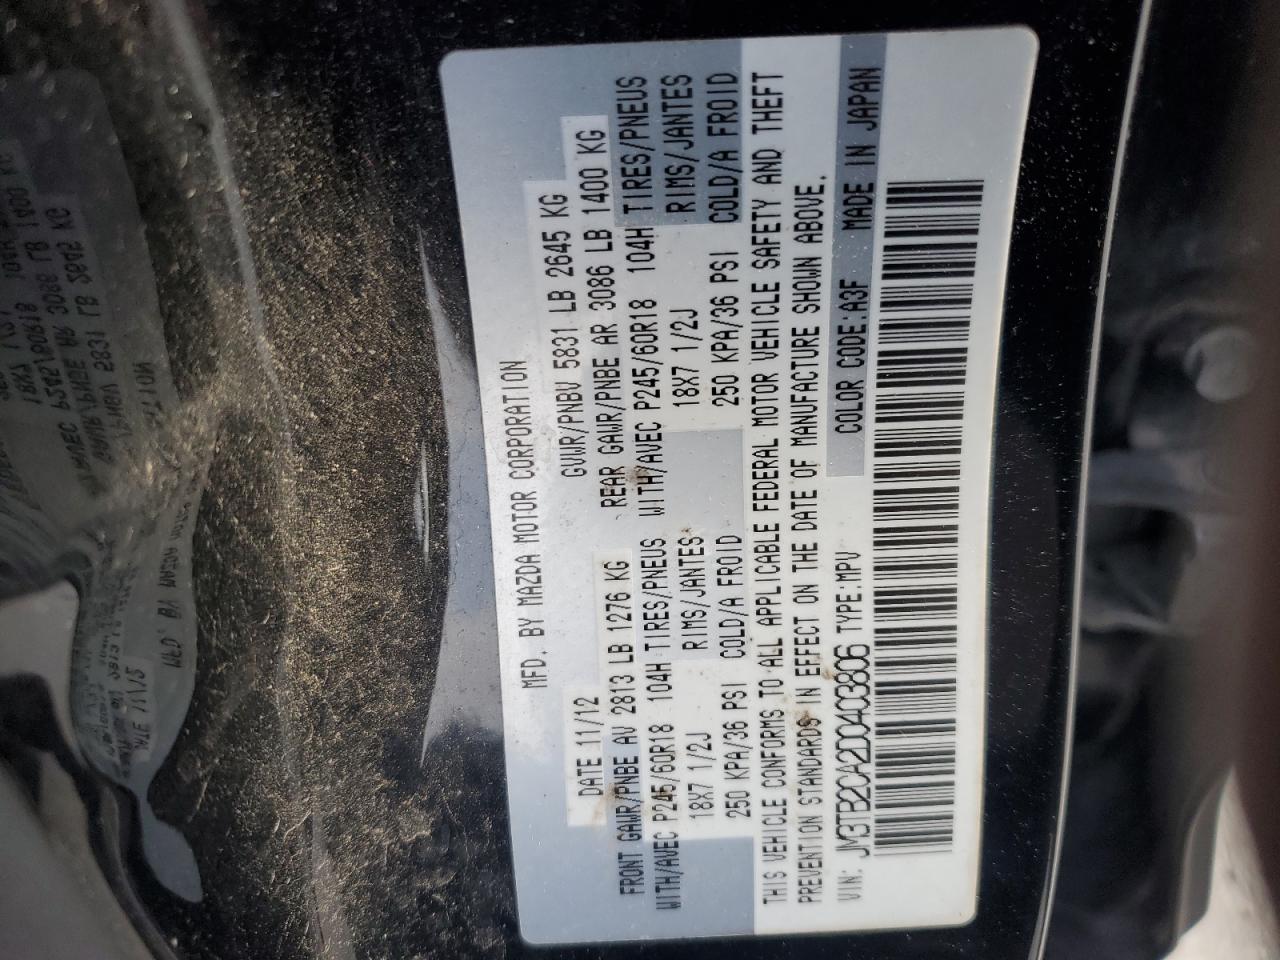 MFD. BY MAZDA MOTOR CORPORATION
DATE 11/12 GVWR/PNBV 5831 LB 2645 KG
FRONT GAWR/PNBE AV 2813 LB 1276 KG REAR GAWR/PNBE AR 3086 LB 1400 KG
WITH/AVEC P245/60R18 104H TIRES/PNEUS WITH/AVEC P245/60R18 104H TIRES/PNEUS
18X7 1/2J RIMS/JANTES 18X7 1/2J RIMS/JANTES
250 KPA/36 PSI COLD/A FROID 250 KPA/36 PSI COLD/A FROID
THIS VEHICLE CONFORMS TO ALL APPLICABLE FEDERAL MOTOR VEHICLE SAFETY AND THEFT
PREVENTION STANDARDS IN EFFECT ON THE DATE OF MANUFACTURE SHOWN ABOVE.
VIN: JM3TB2CA2D0403806 TYPE:MPV COLOR CODE:A3F MADE IN JAPAN